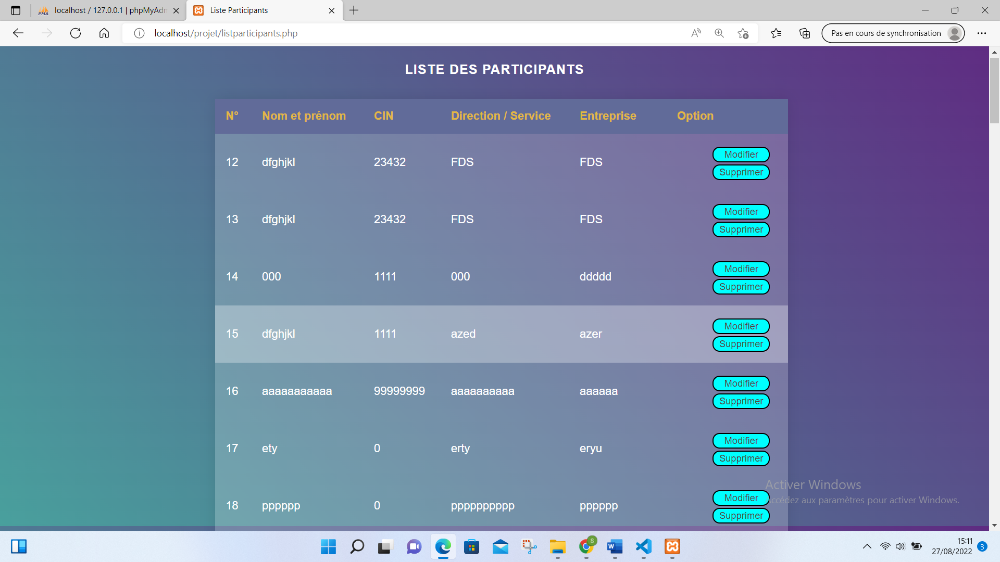 localhost / 127.0.0.1 | phpMyAdm
Liste Participants
localhost/projet/listparticipants.php
Pas en cours de synchronisation
LISTE DES PARTICIPANTS
N° Nom et prénom CIN Direction / Service Entreprise Option
12 dfghjkl 23432 FDS FDS Modifier
Supprimer
13 dfghjkl 23432 FDS FDS Modifier
Supprimer
14 000 1111 000 ddddd Modifier
Supprimer
15 dfghjkl 1111 azed azer Modifier
Supprimer
16 aaaaaaaaaaa 99999999 aaaaaaaaaa aaaaaa Modifier
Supprimer
17 ety 0 erty eryu Modifier
Supprimer
18 pppppp 0 pppppppppp pppppp Modifier
Supprimer
Activer Windows
Accédez aux paramètres pour activer Windows.
15:11
27/08/2022
3